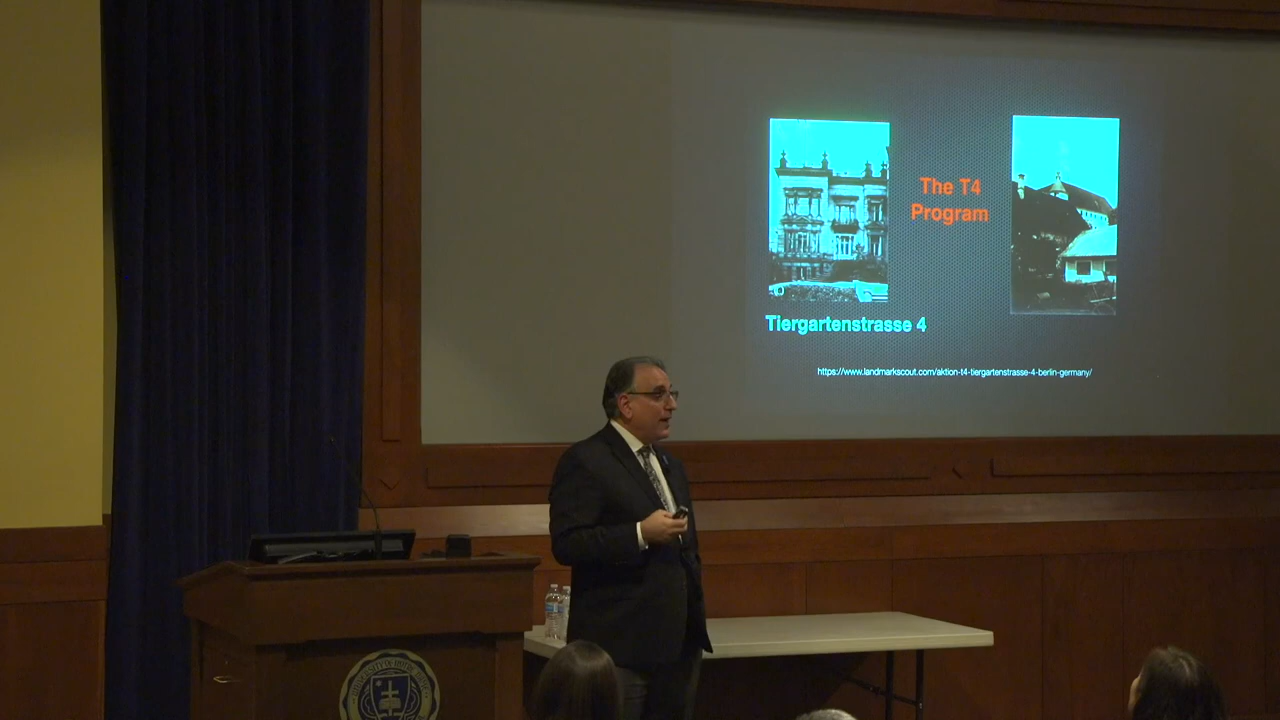 The T4
Program
Tiergartenstrasse 4
https://www.landmarkscout.com/aktion-t4-tiergartenstrasse-4-berlin-germany/